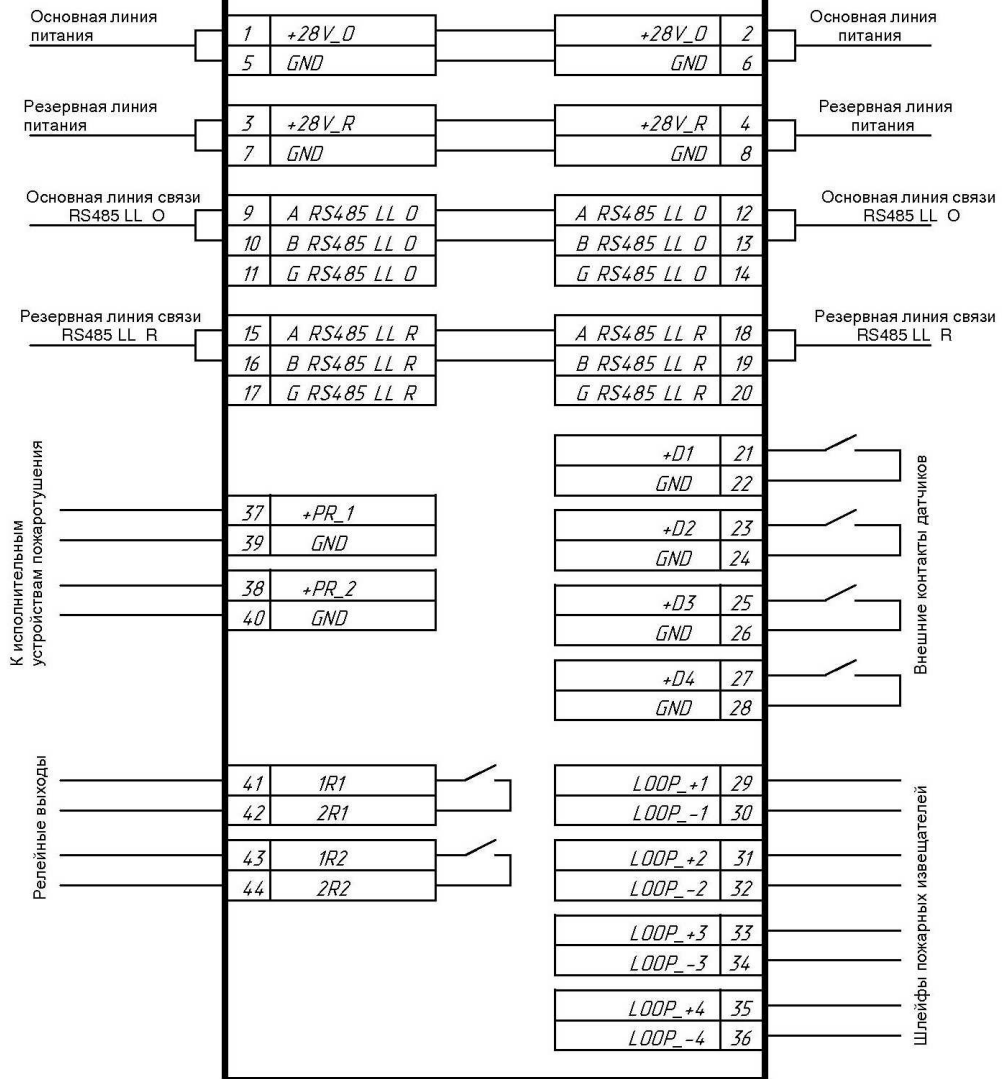 Основная линия
питания
1 +28V_O
5 GND
+28V_O 2
GND 6
Основная линия
питания
Резервная линия
питания
3 +28V_R
7 GND
+28V_R 4
GND 8
Резервная линия
питания
Основная линия связи
RS485 LL O
9 A RS485 LL O
10 B RS485 LL O
11 G RS485 LL O
A RS485 LL O 12
B RS485 LL O 13
G RS485 LL O 14
Основная линия связи
RS485 LL O
Резервная линия связи
RS485 LL R
15 A RS485 LL R
16 B RS485 LL R
17 G RS485 LL R
A RS485 LL R 18
B RS485 LL R 19
G RS485 LL R 20
Резервная линия связи
RS485 LL R
К исполнительным
устройствам пожаротушения
37 +PR_1
39 GND
38 +PR_2
40 GND
+D1 21
GND 22
+D2 23
GND 24
+D3 25
GND 26
+D4 27
GND 28
Внешние контакты датчиков
Релейные выходы
41 1R1
42 2R1
43 1R2
44 2R2
LOOP_+1 29
LOOP_-1 30
LOOP_+2 31
LOOP_-2 32
LOOP_+3 33
LOOP_-3 34
LOOP_+4 35
LOOP_-4 36
Шлейфы пожарных извещателей